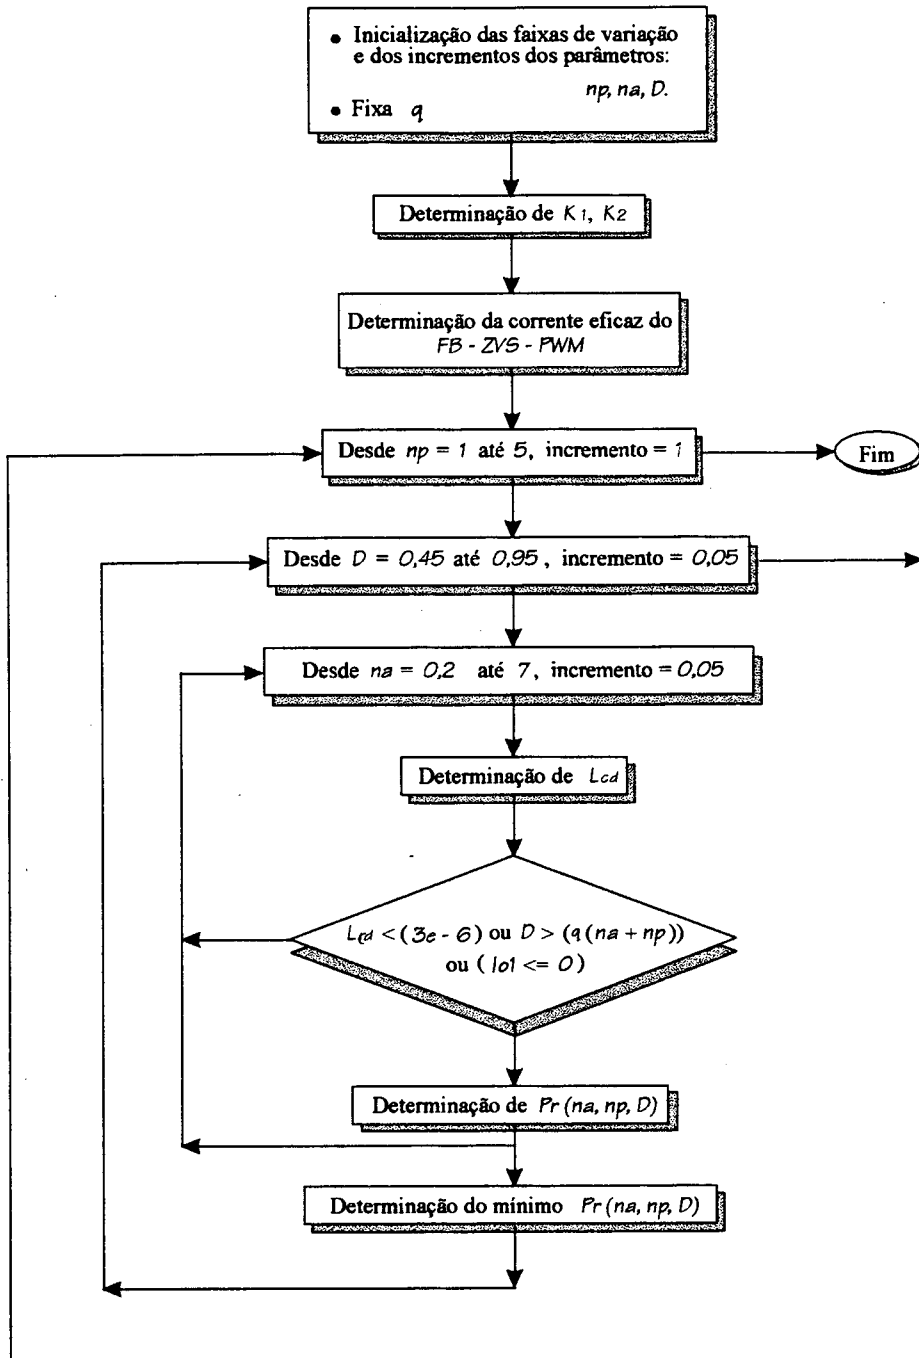 • Inicialização das faixas de variação
e dos incrementos dos parâmetros:
np, na, D.
• Fixa q
Determinação de K1, K2
Determinação da corrente eficaz do
FB - ZVS - PWM
Desde np = 1 até 5, incremento = 1
Fim
Desde D = 0,45 até 0,95, incremento = 0,05
Desde na = 0,2 até 7, incremento = 0,05
Determinação de Lcd
Lcd < (3e - 6) ou D > (q (na + np))
ou ( Io1 <= 0 )
Determinação de Pr (na, np, D)
Determinação do mínimo Pr (na, np, D)